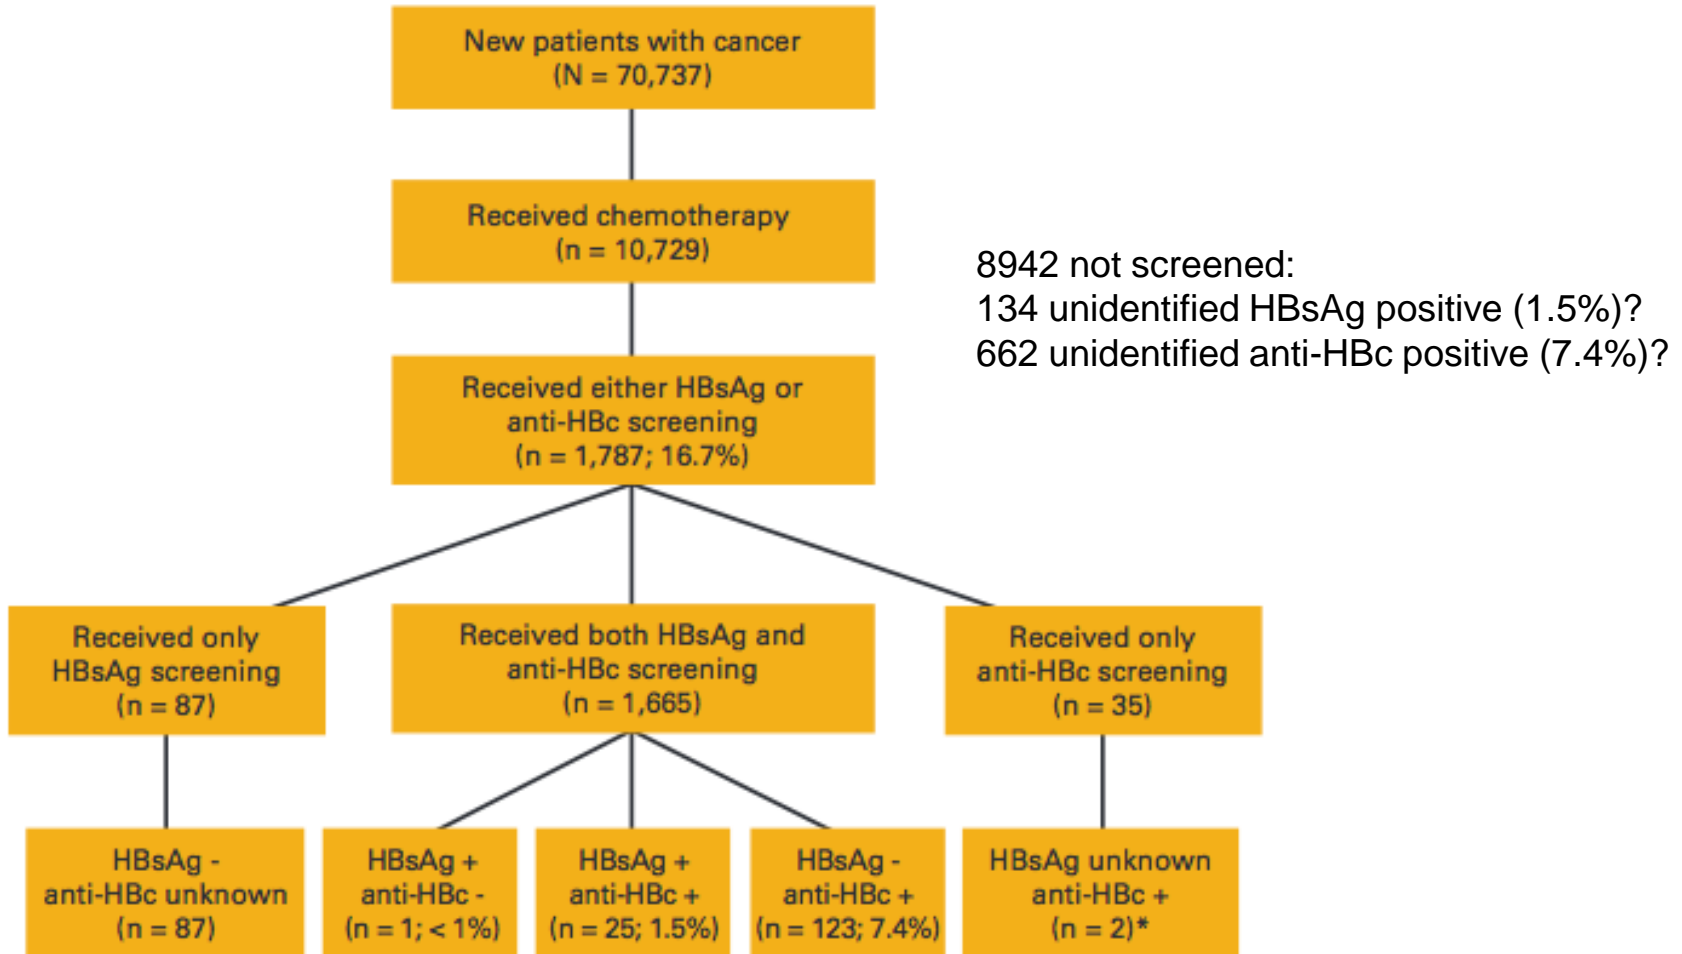 New patients with cancer
(N = 70,737)
Received chemotherapy
(n = 10,729)
8942 not screened:
134 unidentified HBsAg positive (1.5%)?
662 unidentified anti-HBc positive (7.4%)?
Received either HBsAg or
anti-HBc screening
(n = 1,787; 16.7%)
Received only
HBsAg screening
(n = 87)
Received both HBsAg and
anti-HBc screening
(n = 1,665)
Received only
anti-HBc screening
(n = 35)
HBsAg -
anti-HBc unknown
(n = 87)
HBsAg +
anti-HBc -
(n = 1; < 1%)
HBsAg +
anti-HBc +
(n = 25; 1.5%)
HBsAg -
anti-HBc +
(n = 123; 7.4%)
HBsAg unknown
anti-HBc +
(n = 2)*